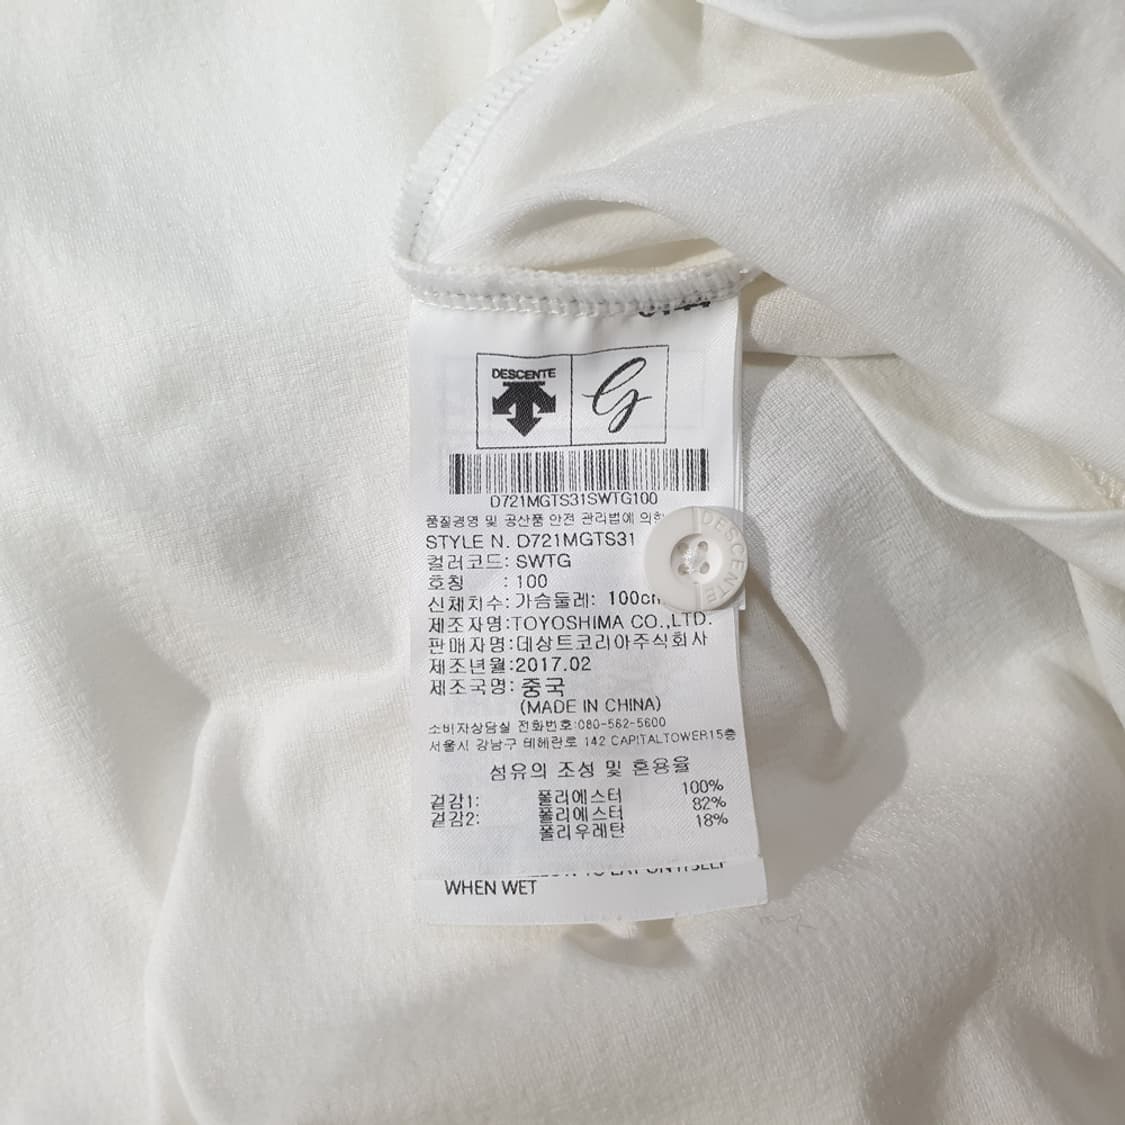 DESCENTE
G
D721MGTS31SWTG100
품질경영 및 공산품 안전 관리법에 의한
STYLE N. D721MGTS31
컬러코드: SWTG
호칭 : 100
신체치수: 가슴둘레: 100cm
제조자명:TOYOSHIMA CO.,LTD.
판매자명:데상트코리아주식회사
제조년월:2017.02
제조국명: 중국
(MADE IN CHINA)
소비자상담실 전화번호:080-562-5600
서울시 강남구 테헤란로 142 CAPITALTOWER15층
섬유의 조성 및 혼용율
겉감1: 폴리에스터 100%
겉감2: 폴리에스터 82%
폴리우레탄 18%
WHEN WET
DESCENTE